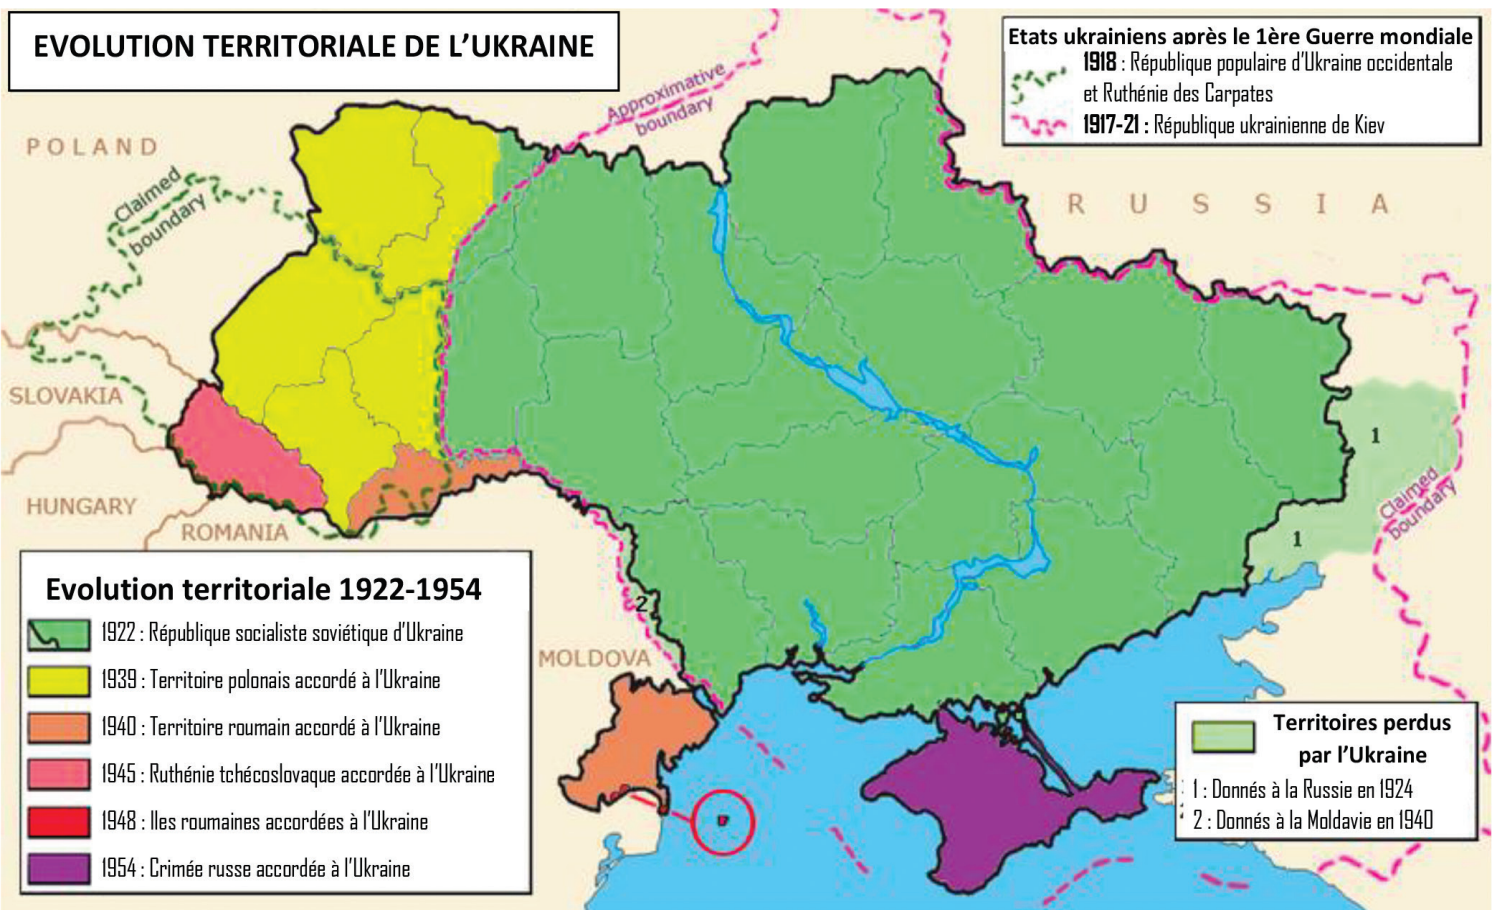 EVOLUTION TERRITORIALE DE L'UKRAINE
Etats ukrainiens après le 1ère Guerre mondiale
1918 : République populaire d'Ukraine occidentale
et Ruthénie des Carpates
1917-21 : République ukrainienne de Kiev
Approximative
boundary
POLAND
Claimed
boundary
RUSSIA
SLOVAKIA
1
Claimed
boundary
HUNGARY
ROMANIA
1
2
MOLDOVA
Evolution territoriale 1922-1954
1922 : République socialiste soviétique d'Ukraine
1939 : Territoire polonais accordé à l'Ukraine
1940 : Territoire roumain accordé à l'Ukraine
1945 : Ruthénie tchécoslovaque accordée à l'Ukraine
1948 : Iles roumaines accordées à l'Ukraine
1954 : Crimée russe accordée à l'Ukraine
Territoires perdus
par l'Ukraine
1 : Donnés à la Russie en 1924
2 : Donnés à la Moldavie en 1940